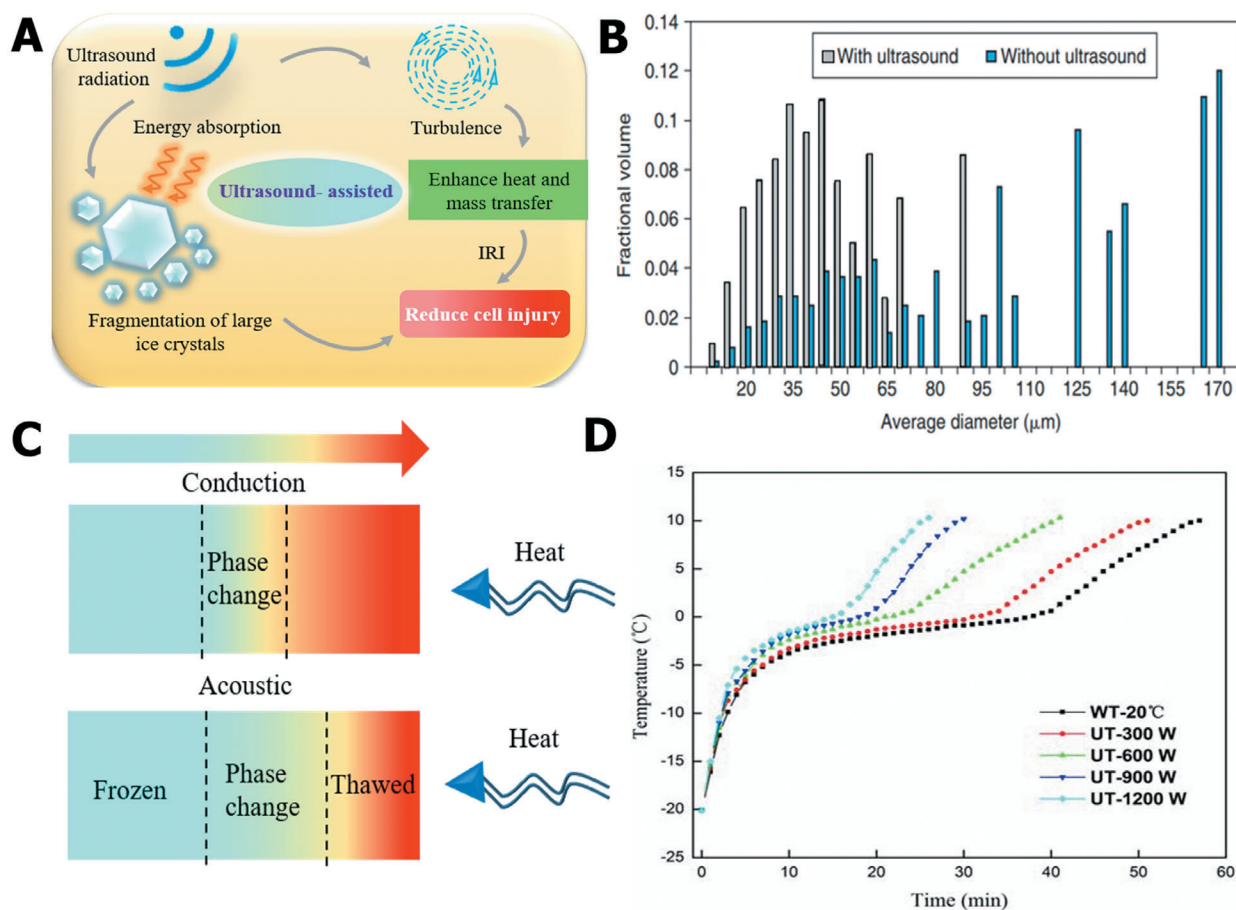 A
Ultrasound
radiation
Energy absorption
Turbulence
Ultrasound- assisted
Enhance heat and
mass transfer
IRI
Reduce cell injury
Fragmentation of large
ice crystals
B
With ultrasound
Without ultrasound
Fractional volume
0.14
0.12
0.1
0.08
0.06
0.04
0.02
0
20
35
50
65
80
95
110
125
140
155
170
Average diameter (μm)
C
Conduction
Phase
change
Heat
Acoustic
Frozen
Phase
change
Thawed
Heat
D
Temperature (℃)
15
10
5
0
-5
-10
-15
-20
-25
WT-20℃
UT-300 W
UT-600 W
UT-900 W
UT-1200 W
0
10
20
30
40
50
60
Time (min)